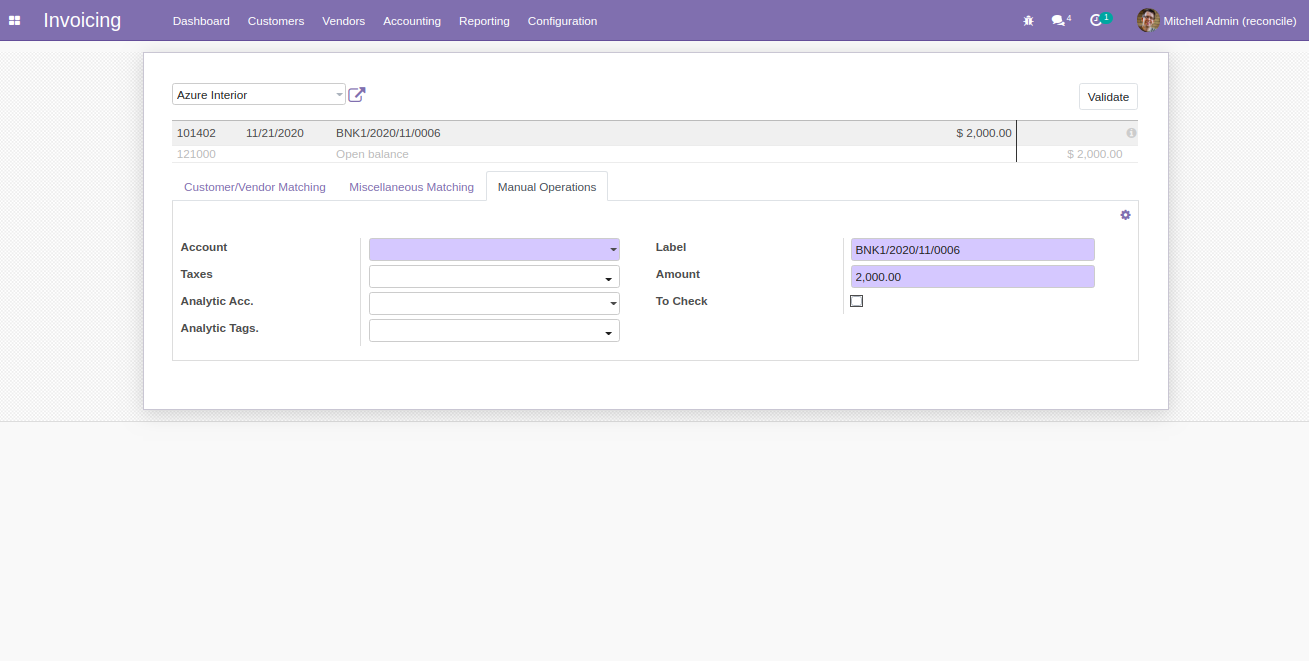 Invoicing Dashboard Customers Vendors Accounting Reporting Configuration 4 1 Mitchell Admin (reconcile)
Azure Interior
Validate
101402 11/21/2020 BNK1/2020/11/0006 $ 2,000.00
121000 Open balance $ 2,000.00
Customer/Vendor Matching Miscellaneous Matching Manual Operations
Account Label BNK1/2020/11/0006
Taxes Amount 2,000.00
Analytic Acc. To Check
Analytic Tags.